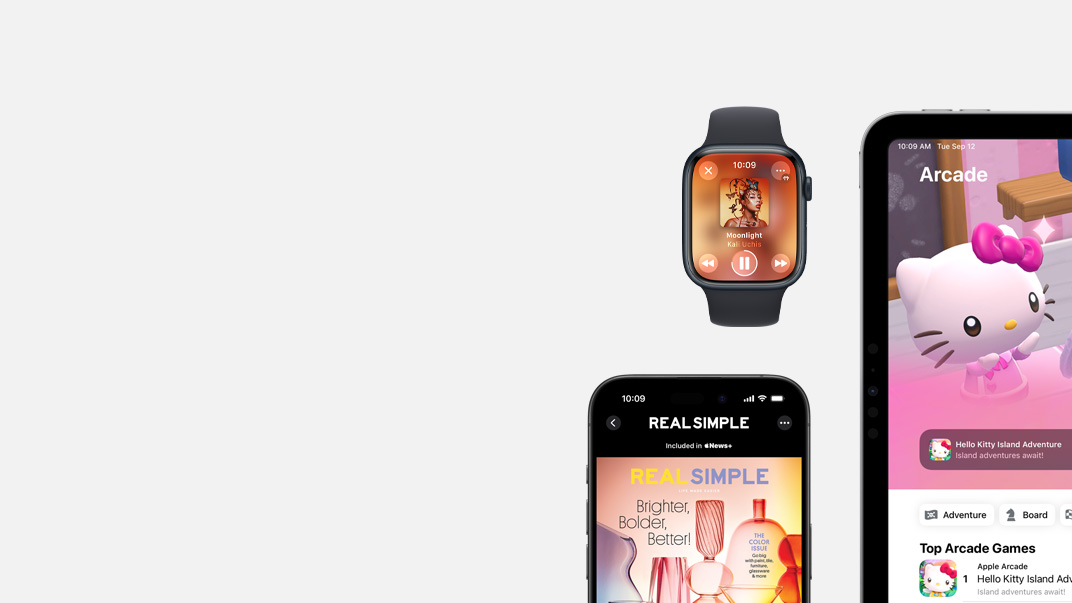 10:09
Moonlight
Kali Uchis
10:09 AM Tue Sep 12
Arcade
Hello Kitty Island Adventure
Island adventures await!
Adventure
Board
Top Arcade Games
1
Apple Arcade
Hello Kitty Island Adv
Island adventures await!
10:09
REAL SIMPLE
Included in News+
REAL SIMPLE
Brighter,
Bolder,
Better!
THE
COLOR
ISSUE
Go big
with paint, tile,
furniture,
glassware
& more